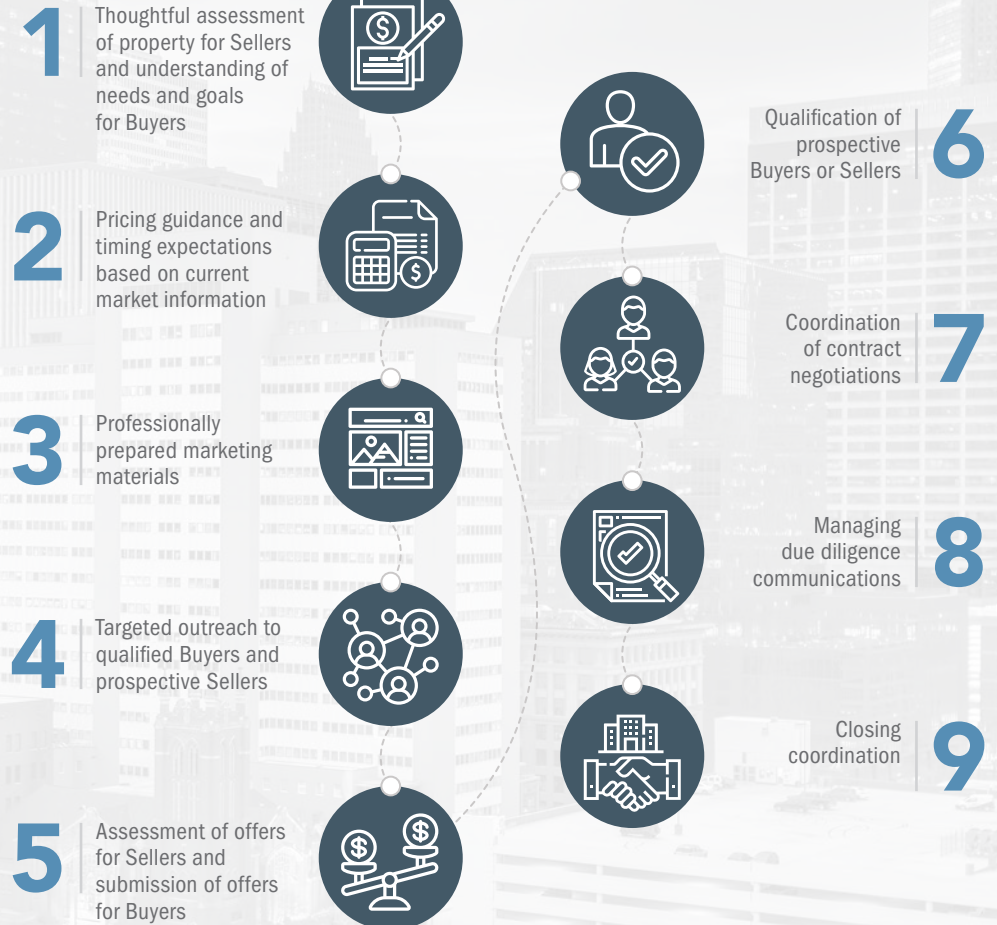 1
Thoughtful assessment
of property for Sellers
and understanding of
needs and goals
for Buyers
2
Pricing guidance and
timing expectations
based on current
market information
3
Professionally
prepared marketing
materials
4
Targeted outreach to
qualified Buyers and
prospective Sellers
5
Assessment of offers
for Sellers and
submission of offers
for Buyers
6
Qualification of
prospective
Buyers or Sellers
7
Coordination
of contract
negotiations
8
Managing
due diligence
communications
9
Closing
coordination